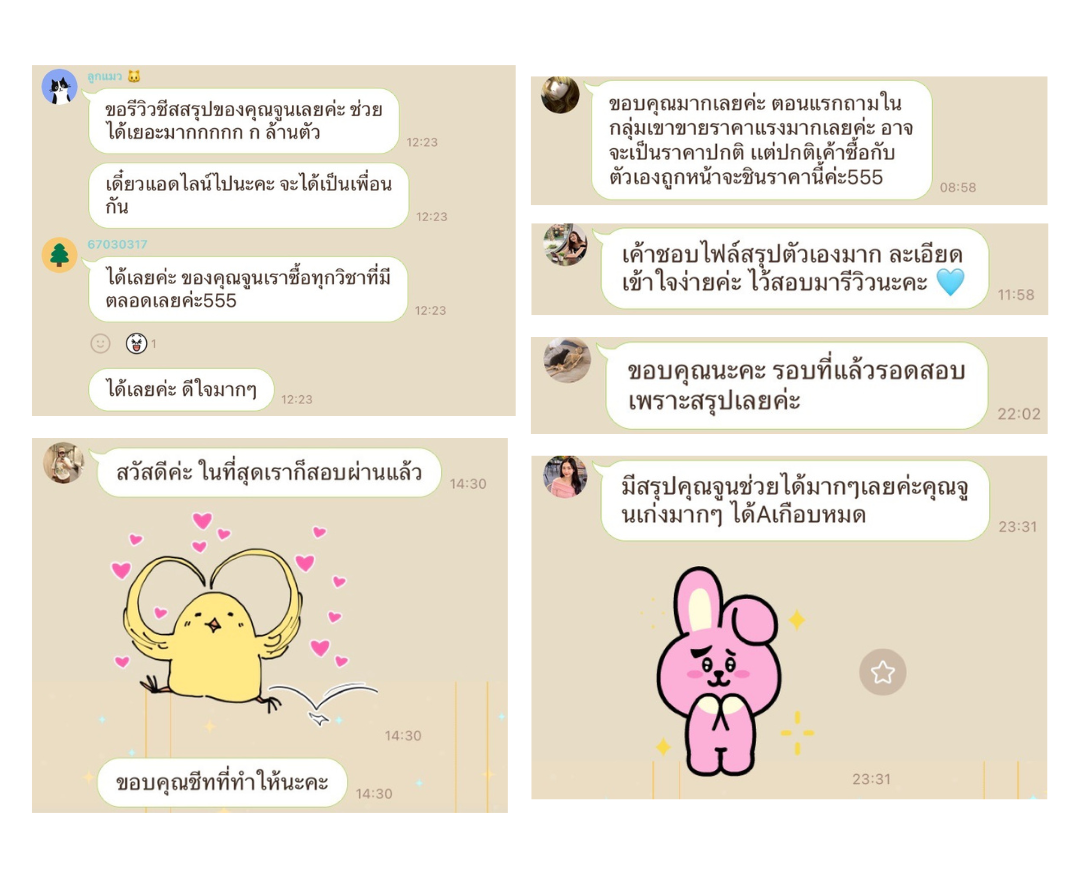 ลูกแมว 🐱
ขอรีวิวชีสสรุปของคุณจูนเลยค่ะ ช่วย
ได้เยอะมากกกกก ก ล้านตัว
12:23
เดี๋ยวแอดไลน์ไปนะคะ จะได้เป็นเพื่อน
กัน
12:23
67030317
ได้เลยค่ะ ของคุณจูนเราซื้อทุกวิชาที่มี
ตลอดเลยค่ะ555
12:23
1
ได้เลยค่ะ ดีใจมากๆ
12:23
สวัสดีค่ะ ในที่สุดเราก็สอบผ่านแล้ว
14:30
14:30
ขอบคุณชีทที่ทำให้นะคะ
14:30
ขอบคุณมากเลยค่ะ ตอนแรกถามใน
กลุ่มเขาขายราคาแรงมากเลยค่ะ อาจ
จะเป็นราคาปกติ แต่ปกติเค้าซื้อกับ
ตัวเองถูกหน้าจะชินราคานี้ค่ะ555
08:58
เค้าชอบไฟล์สรุปตัวเองมาก ละเอียด
เข้าใจง่ายค่ะ ไว้สอบมารีวิวนะคะ 🩵
11:58
ขอบคุณนะคะ รอบที่แล้วรอดสอบ
เพราะสรุปเลยค่ะ
22:02
มีสรุปคุณจูนช่วยได้มากๆเลยค่ะคุณจู
นเก่งมากๆ ได้Aเกือบหมด
23:31
23:31